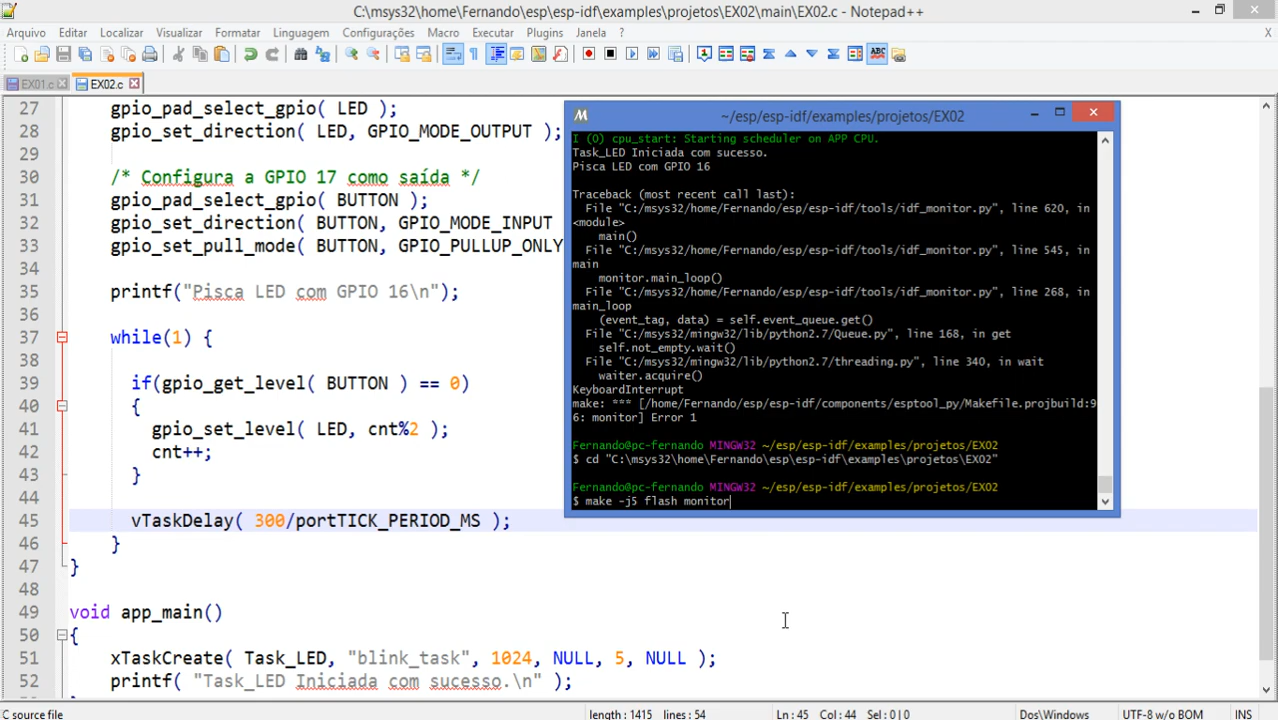 C:\msys32\home\Fernando\esp\esp-idf\examples\projetos\EX02\main\EX02.c - Notepad++
Arquivo Editar Localizar Visualizar Formatar Linguagem Configurações Macro Executar Plugins Janela ? X
EX01.c EX02.c
27 gpio_pad_select_gpio( LED );
28 gpio_set_direction( LED, GPIO_MODE_OUTPUT );
29
30 /* Configura a GPIO 17 como saída */
31 gpio_pad_select_gpio( BUTTON );
32 gpio_set_direction( BUTTON, GPIO_MODE_INPUT
33 gpio_set_pull_mode( BUTTON, GPIO_PULLUP_ONLY
34
35 printf("Pisca LED com GPIO 16\n");
36
37 while(1) {
38
39 if(gpio_get_level( BUTTON ) == 0)
40 {
41 gpio_set_level( LED, cnt%2 );
42 cnt++;
43 }
44
45 vTaskDelay( 300/portTICK_PERIOD_MS );
46 }
47 }
48
49 void app_main()
50 {
51 xTaskCreate( Task_LED, "blink_task", 1024, NULL, 5, NULL );
52 printf( "Task_LED Iniciada com sucesso.\n" );
~/esp/esp-idf/examples/projetos/EX02
I (0) cpu_start: Starting scheduler on APP CPU.
Task_LED Iniciada com sucesso.
Pisca LED com GPIO 16
Traceback (most recent call last):
File "C:/msys32/home/Fernando/esp/esp-idf/tools/idf_monitor.py", line 620, in
<module>
main()
File "C:/msys32/home/Fernando/esp/esp-idf/tools/idf_monitor.py", line 545, in
main
monitor.main_loop()
File "C:/msys32/home/Fernando/esp/esp-idf/tools/idf_monitor.py", line 268, in
main_loop
(event_tag, data) = self.event_queue.get()
File "C:/msys32/mingw32/lib/python2.7/Queue.py", line 168, in get
self.not_empty.wait()
File "C:/msys32/mingw32/lib/python2.7/threading.py", line 340, in wait
waiter.acquire()
KeyboardInterrupt
make: *** [/home/Fernando/esp/esp-idf/components/esptool_py/Makefile.projbuild:9
6: monitor] Error 1
Fernando@pc-fernando MINGW32 ~/esp/esp-idf/examples/projetos/EX02
$ cd "C:\msys32\home\Fernando\esp\esp-idf\examples\projetos\EX02"
Fernando@pc-fernando MINGW32 ~/esp/esp-idf/examples/projetos/EX02
$ make -j5 flash monitor
C source file length : 1415 lines : 54 Ln : 45 Col : 44 Sel : 0 | 0 Dos\Windows UTF-8 w/o BOM INS